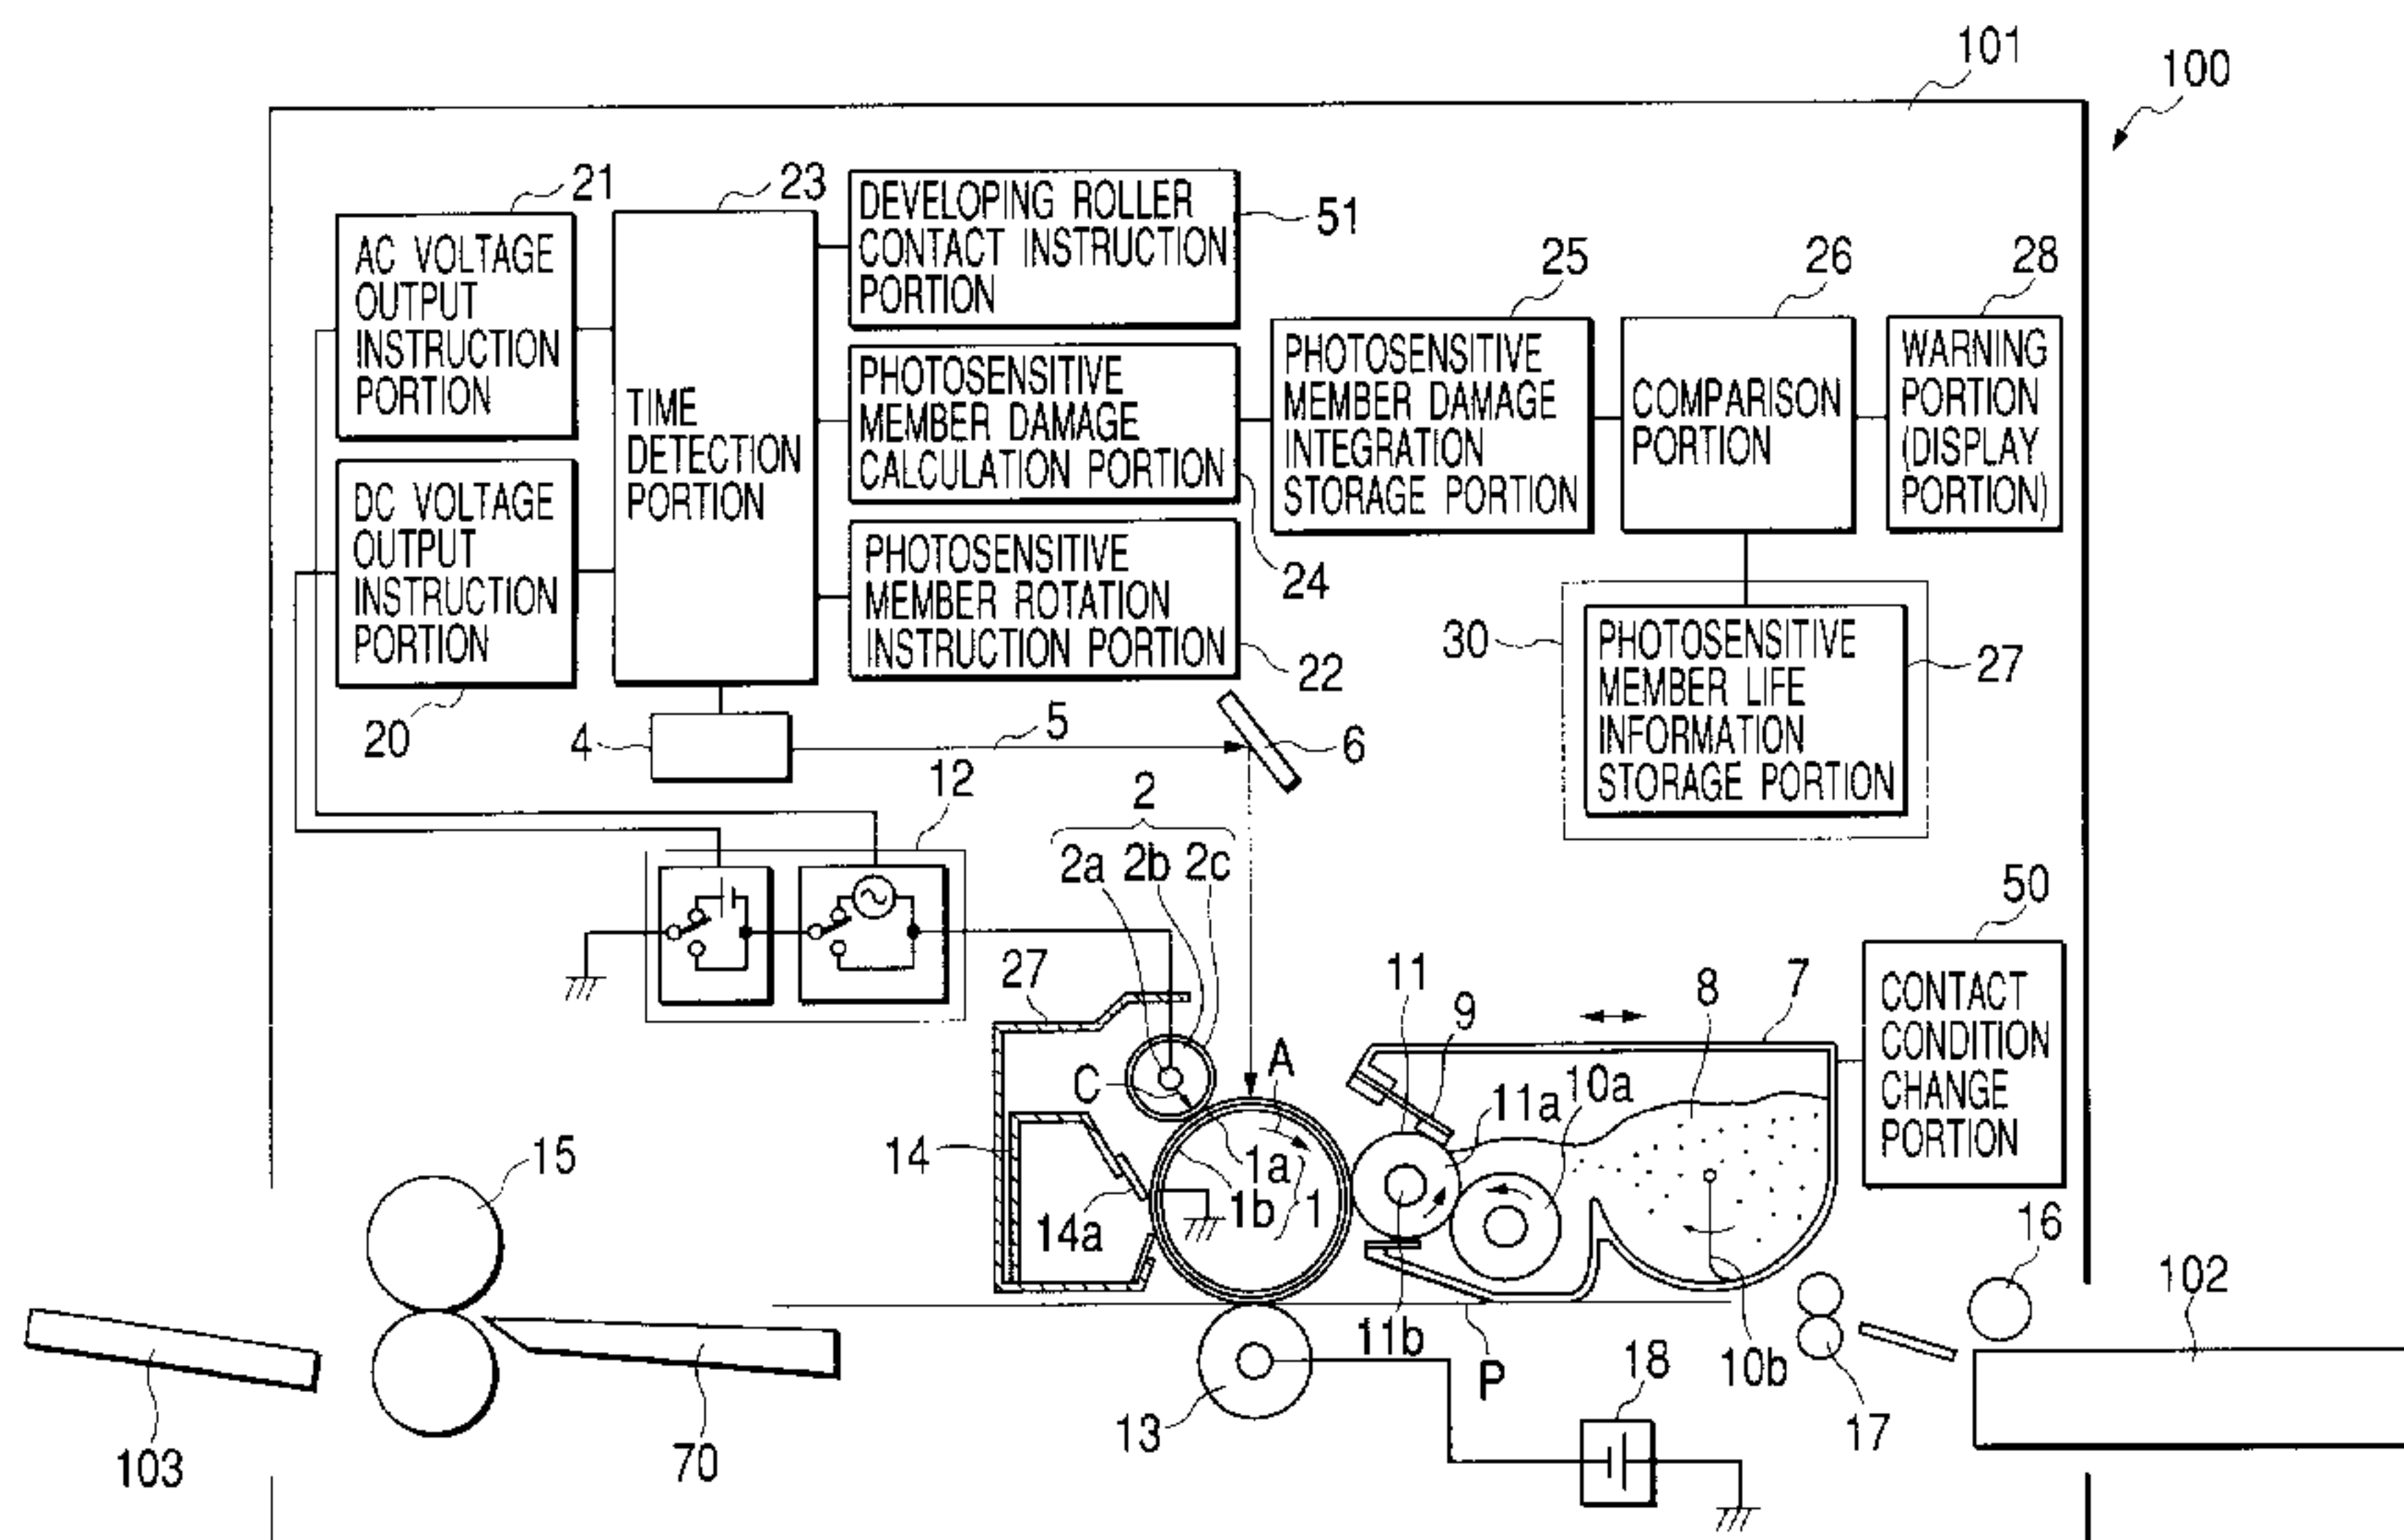 101
100
21
23
51
25
26
28
AC VOLTAGE
OUTPUT
INSTRUCTION
PORTION
DC VOLTAGE
OUTPUT
INSTRUCTION
PORTION
20
TIME
DETECTION
PORTION
DEVELOPING ROLLER
CONTACT INSTRUCTION
PORTION
PHOTOSENSITIVE
MEMBER DAMAGE
CALCULATION PORTION
24
PHOTOSENSITIVE
MEMBER ROTATION
INSTRUCTION PORTION
22
PHOTOSENSITIVE
MEMBER DAMAGE
INTEGRATION
STORAGE PORTION
COMPARISON
PORTION
WARNING
PORTION
(DISPLAY
PORTION)
30
PHOTOSENSITIVE
MEMBER LIFE
INFORMATION
STORAGE PORTION
27
4
5
6
12
2
2a 2b 2c
50
CONTACT
CONDITION
CHANGE
PORTION
27
11
9
8
7
C
A
11a
10a
14
1a
1b
1
14a
15
16
102
11b
P
10b
17
18
13
103
70